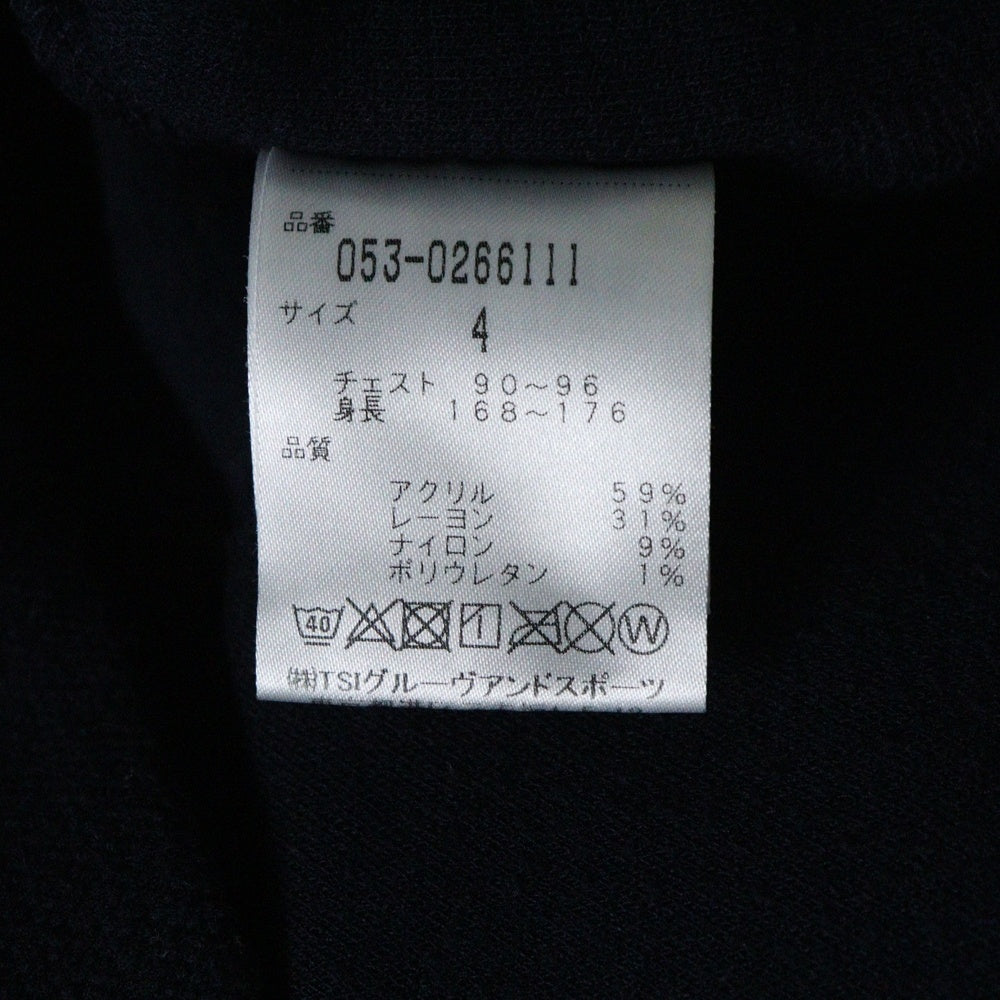 品番
053-0266111
サイズ
4
チェスト 90～96
身長 168～176
品質
アクリル 59%
レーヨン 31%
ナイロン 9%
ポリウレタン 1%
40 W
㈱TSIグルーヴアンドスポーツ